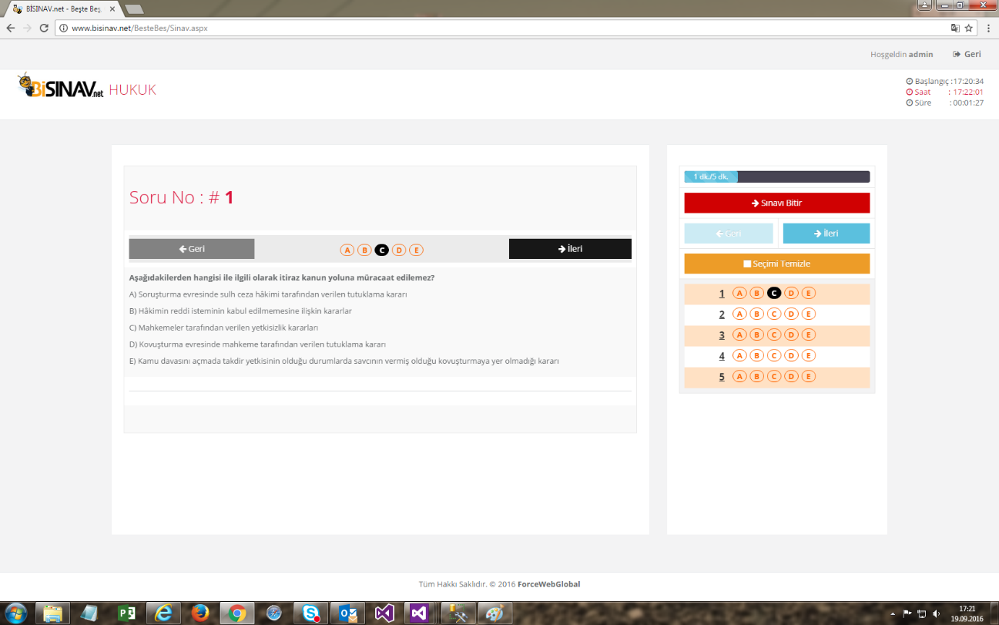 BİSINAV.net - Beşte Beş,
www.bisinav.net/BesteBes/Sinav.aspx
Hoşgeldin admin
Geri
BiSINAV.net HUKUK
Başlangıç :17:20:34
Saat : 17:22:01
Süre : 00:01:27
Soru No : # 1
Geri
A B C D E
İleri
Aşağıdakilerden hangisi ile ilgili olarak itiraz kanun yoluna müracaat edilemez?
A) Soruşturma evresinde sulh ceza hâkimi tarafından verilen tutuklama kararı
B) Hâkimin reddi isteminin kabul edilmemesine ilişkin kararlar
C) Mahkemeler tarafından verilen yetkisizlik kararları
D) Kovuşturma evresinde mahkeme tarafından verilen tutuklama kararı
E) Kamu davasını açmada takdir yetkisinin olduğu durumlarda savcının vermiş olduğu kovuşturmaya yer olmadığı kararı
1 dk./5 dk.
Sınavı Bitir
Geri
İleri
Seçimi Temizle
1 A B C D E
2 A B C D E
3 A B C D E
4 A B C D E
5 A B C D E
Tüm Hakkı Saklıdır. © 2016 ForceWebGlobal
17:21
19.09.2016